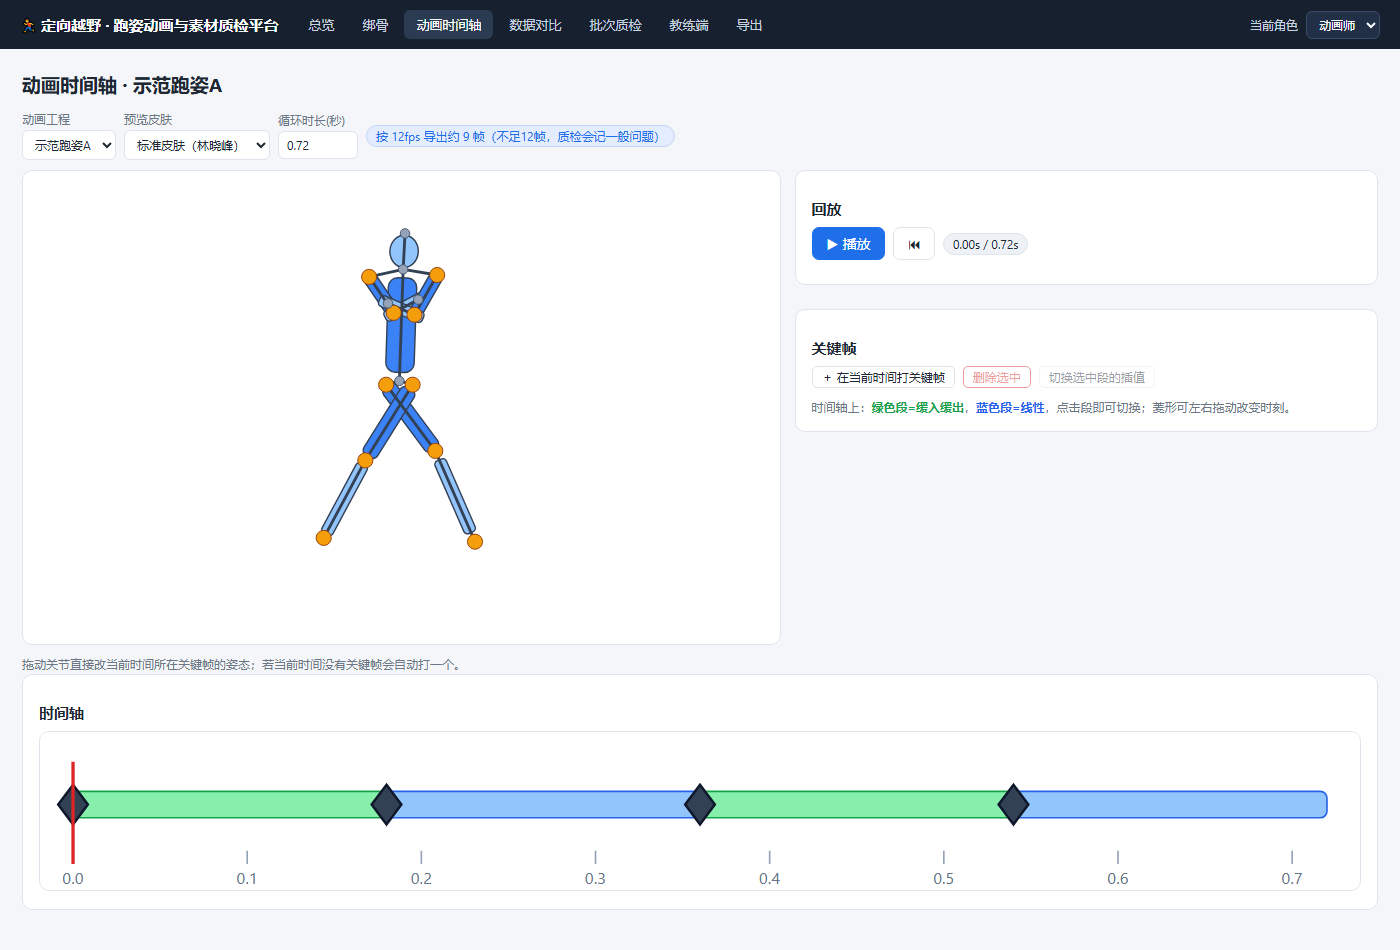 定向越野 · 跑姿动画与素材质检平台
总览
绑骨
动画时间轴
数据对比
批次质检
教练端
导出
当前角色
动画师
动画时间轴 · 示范跑姿A
动画工程
预览皮肤
循环时长(秒)
示范跑姿A
标准皮肤（林晓峰）
0.72
按 12fps 导出约 9 帧（不足12帧，质检会记一般问题）
回放
▶ 播放
⏮
0.00s / 0.72s
关键帧
+ 在当前时间打关键帧
删除选中
切换选中段的插值
时间轴上：绿色段=缓入缓出，蓝色段=线性，点击段即可切换；菱形可左右拖动改变时刻。
拖动关节直接改当前时间所在关键帧的姿态；若当前时间没有关键帧会自动打一个。
时间轴
0.0
0.1
0.2
0.3
0.4
0.5
0.6
0.7